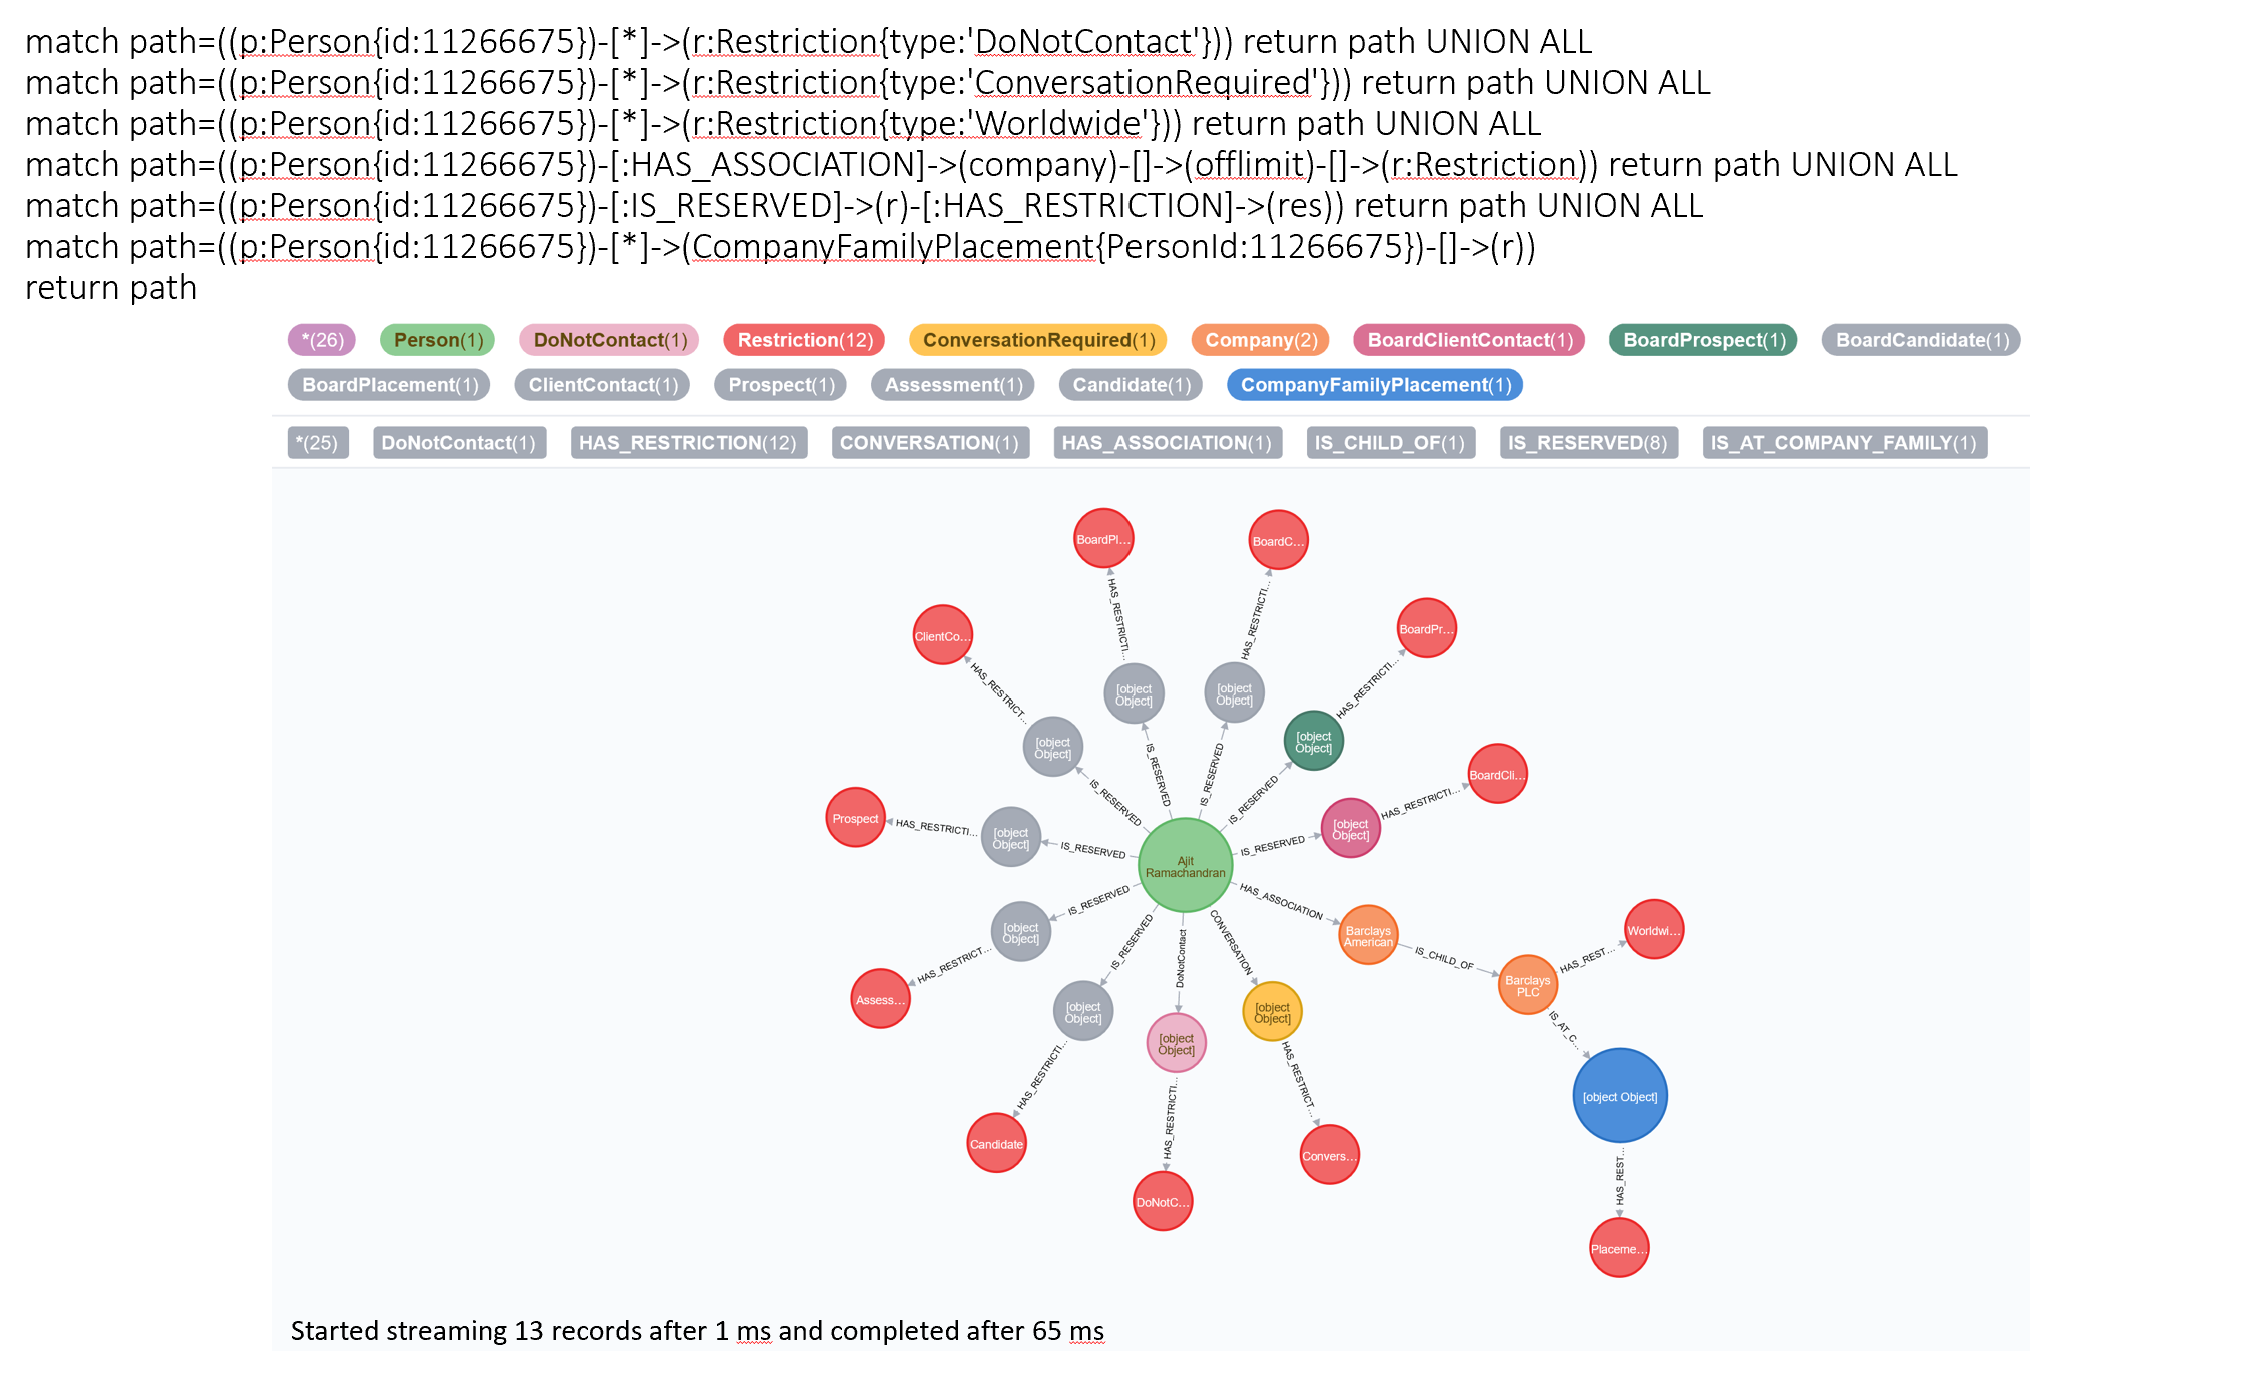 match path=((p:Person{id:11266675})-[*]->(r:Restriction{type:'DoNotContact'})) return path UNION ALL
match path=((p:Person{id:11266675})-[*]->(r:Restriction{type:'ConversationRequired'})) return path UNION ALL
match path=((p:Person{id:11266675})-[*]->(r:Restriction{type:'Worldwide'})) return path UNION ALL
match path=((p:Person{id:11266675})-[:HAS_ASSOCIATION]->(company)-[]->(offlimit)-[]->(r:Restriction)) return path UNION ALL
match path=((p:Person{id:11266675})-[:IS_RESERVED]->(r)-[:HAS_RESTRICTION]->(res)) return path UNION ALL
match path=((p:Person{id:11266675})-[*]->(CompanyFamilyPlacement{PersonId:11266675})-[]->(r))
return path
*(26) Person(1) DoNotContact(1) Restriction(12) ConversationRequired(1) Company(2) BoardClientContact(1) BoardProspect(1) BoardCandidate(1)
BoardPlacement(1) ClientContact(1) Prospect(1) Assessment(1) Candidate(1) CompanyFamilyPlacement(1)
*(25) DoNotContact(1) HAS_RESTRICTION(12) CONVERSATION(1) HAS_ASSOCIATION(1) IS_CHILD_OF(1) IS_RESERVED(8) IS_AT_COMPANY_FAMILY(1)
BoardPl...
BoardC...
HAS_RESTRICTI...
HAS_RESTRICTI...
ClientCo...
BoardPr...
HAS_RESTRICT...
HAS_RESTRICTI...
[object
Object]
[object
Object]
[object
Object]
[object
Object]
IS_RESERVED
IS_RESERVED
IS_RESERVED
IS_RESERVED
BoardCli...
HAS_RESTRICTI...
[object
Object]
IS_RESERVED
Prospect
HAS_RESTRICTI...
[object
Object]
IS_RESERVED
Ajit
Ramachandran
HAS_ASSOCIATION
Barclays
American
IS_CHILD_OF
Barclays
PLC
HAS_REST...
Worldwi...
IS_RESERVED
[object
Object]
HAS_RESTRICT...
Assess...
IS_RESERVED
[object
Object]
HAS_RESTRICTI...
Candidate
DoNotContact
[object
Object]
HAS_RESTRICTI...
DoNotC...
CONVERSATION
[object
Object]
HAS_RESTRICT...
Convers...
IS_AT_C...
[object Object]
HAS_REST...
Placeme...
Started streaming 13 records after 1 ms and completed after 65 ms